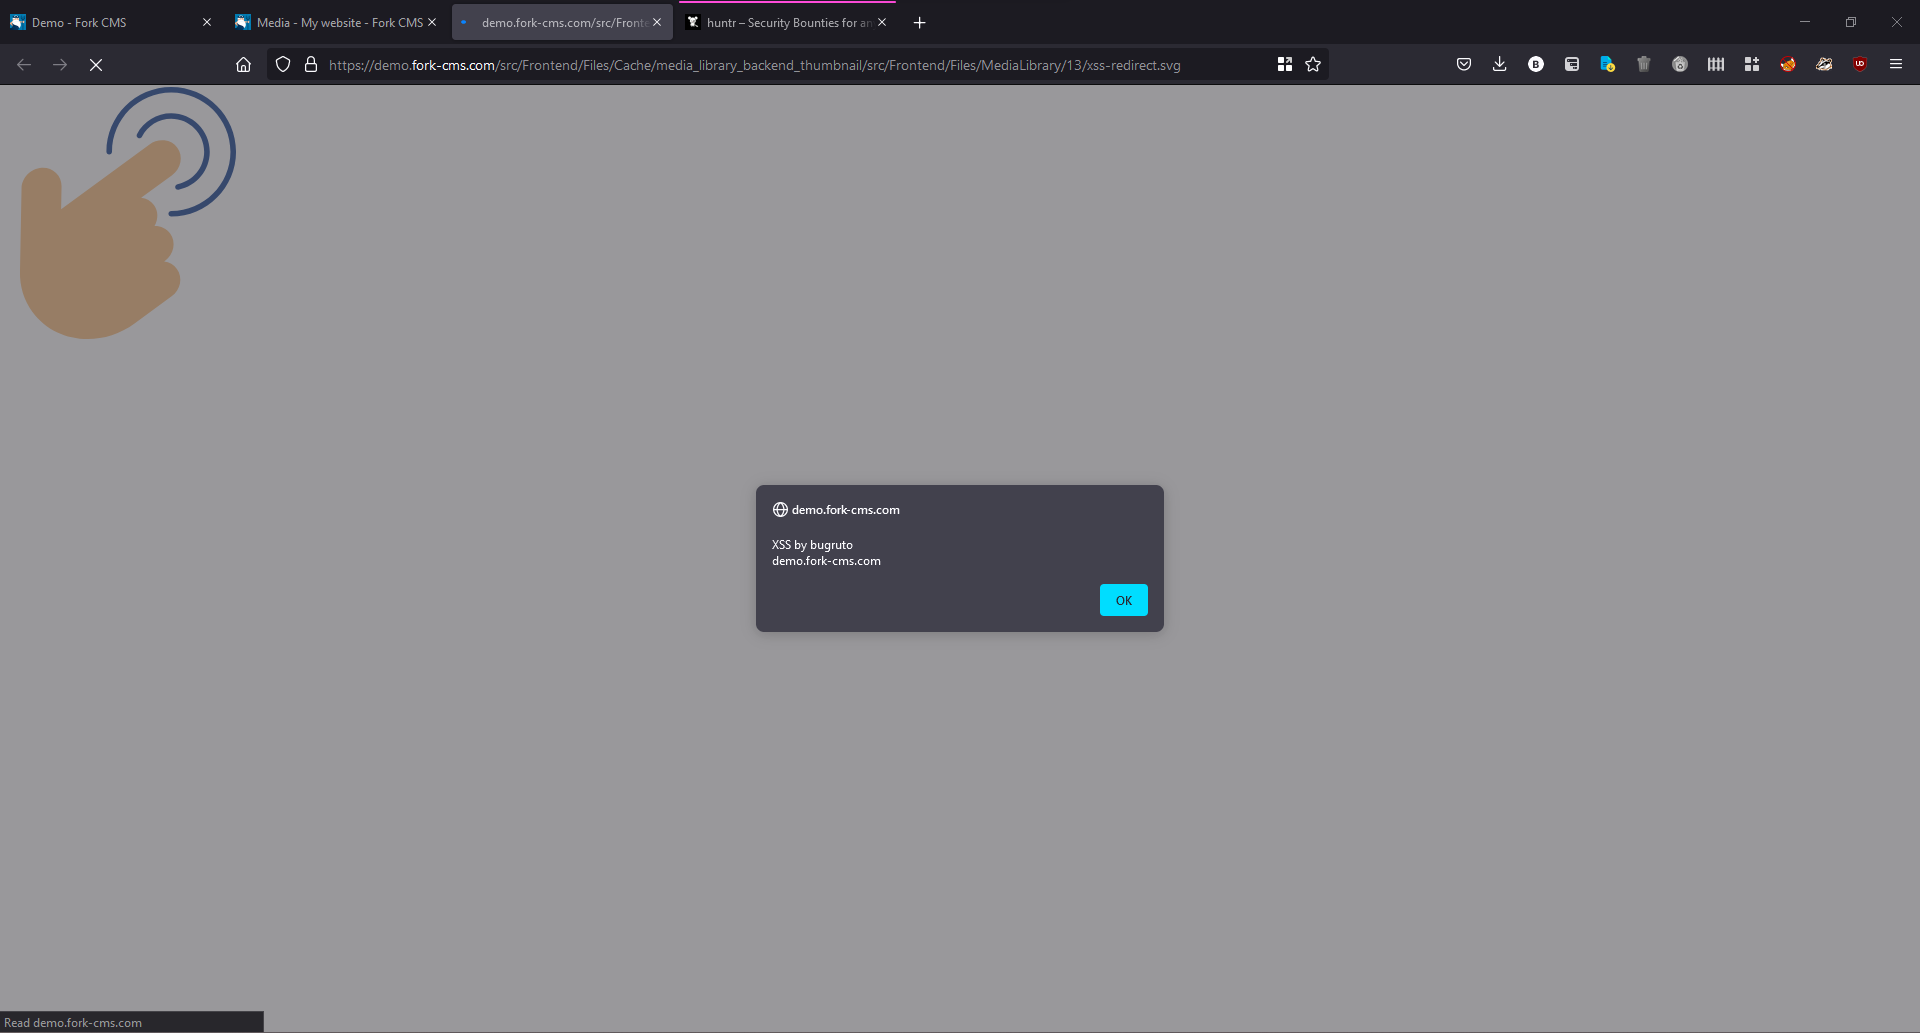 Demo - Fork CMS
Media - My website - Fork CMS
demo.fork-cms.com/src/Fronte
huntr – Security Bounties for an
https://demo.fork-cms.com/src/Frontend/Files/Cache/media_library_backend_thumbnail/src/Frontend/Files/MediaLibrary/13/xss-redirect.svg
demo.fork-cms.com
XSS by bugruto
demo.fork-cms.com
OK
Read demo.fork-cms.com